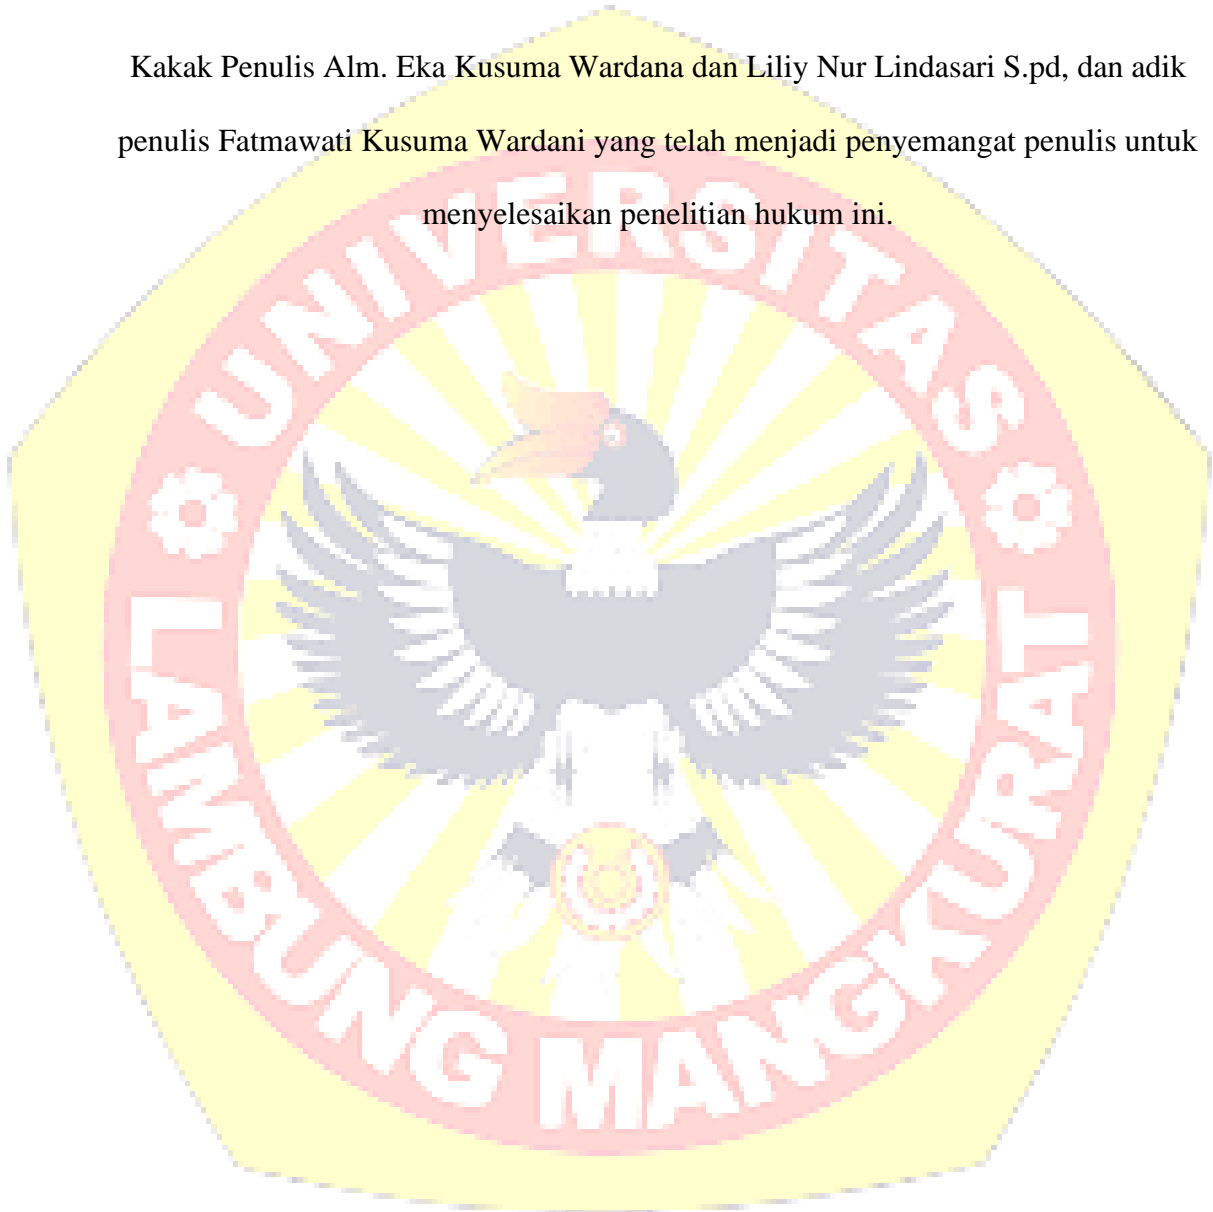 Kakak Penulis Alm. Eka Kusuma Wardana dan Liliy Nur Lindasari S.pd, dan adik
penulis Fatmawati Kusuma Wardani yang telah menjadi penyemangat penulis untuk
menyelesaikan penelitian hukum ini.
UNIVERSITAS
LAMBUNG MANGKURAT